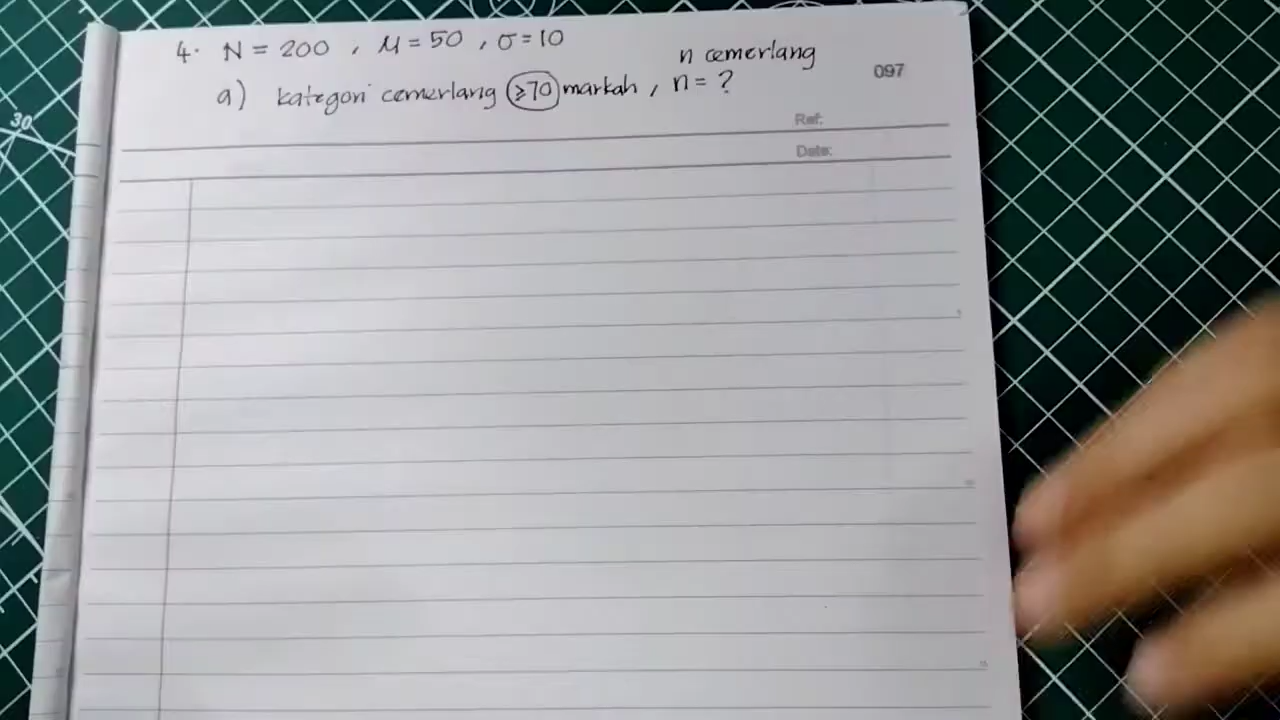 4. N = 200 , μ = 50 , σ = 10
n cemerlang
a) kategori cemerlang ≥70 markah , n = ?
097
Ref:
Date:
30